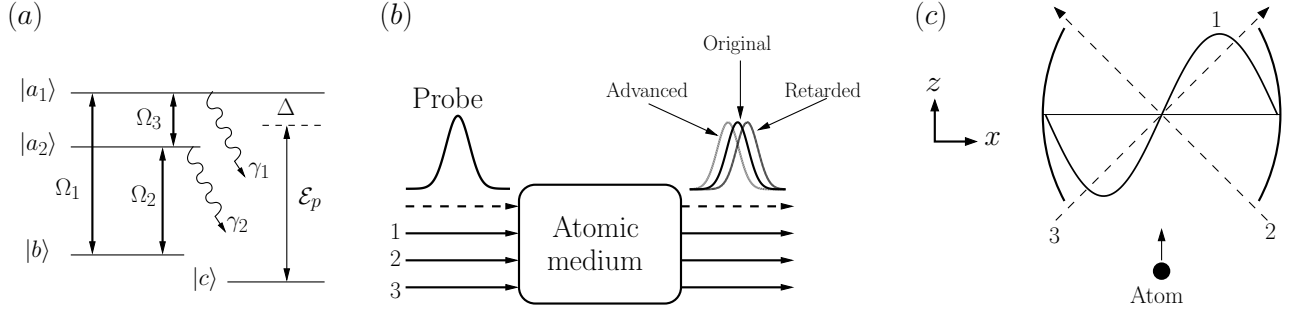 (a)
|a₁⟩
Ω₃
Δ
|a₂⟩
γ₁
Ω₁
Ω₂
ℰₚ
γ₂
|b⟩
|c⟩
(b)
Original
Advanced
Retarded
Probe
1
2
3
Atomic
medium
(c)
1
z
x
3
2
Atom